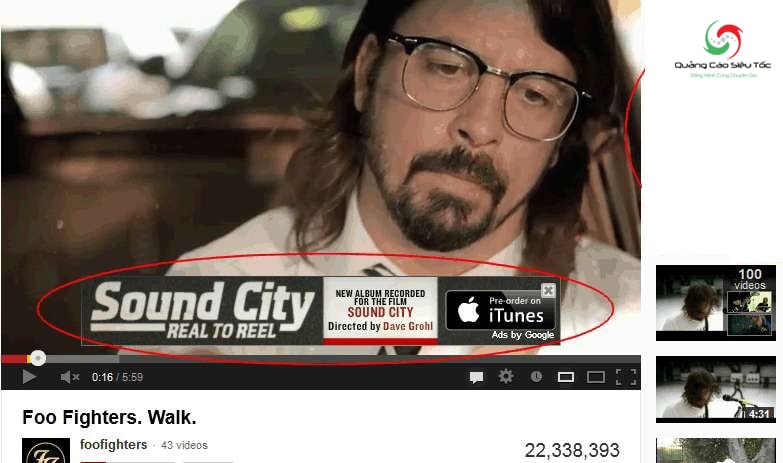 Quảng Cáo Siêu Tốc
Đồng Hành Cùng Chuyên Gia
Sound City
REAL TO REEL
NEW ALBUM RECORDED
FOR THE FILM
SOUND CITY
Directed by Dave Grohl
Pre-order on
iTunes
Ads by Google
0:16 / 5:59
100
videos
4:31
Foo Fighters. Walk.
foofighters · 43 videos
22,338,393
FF